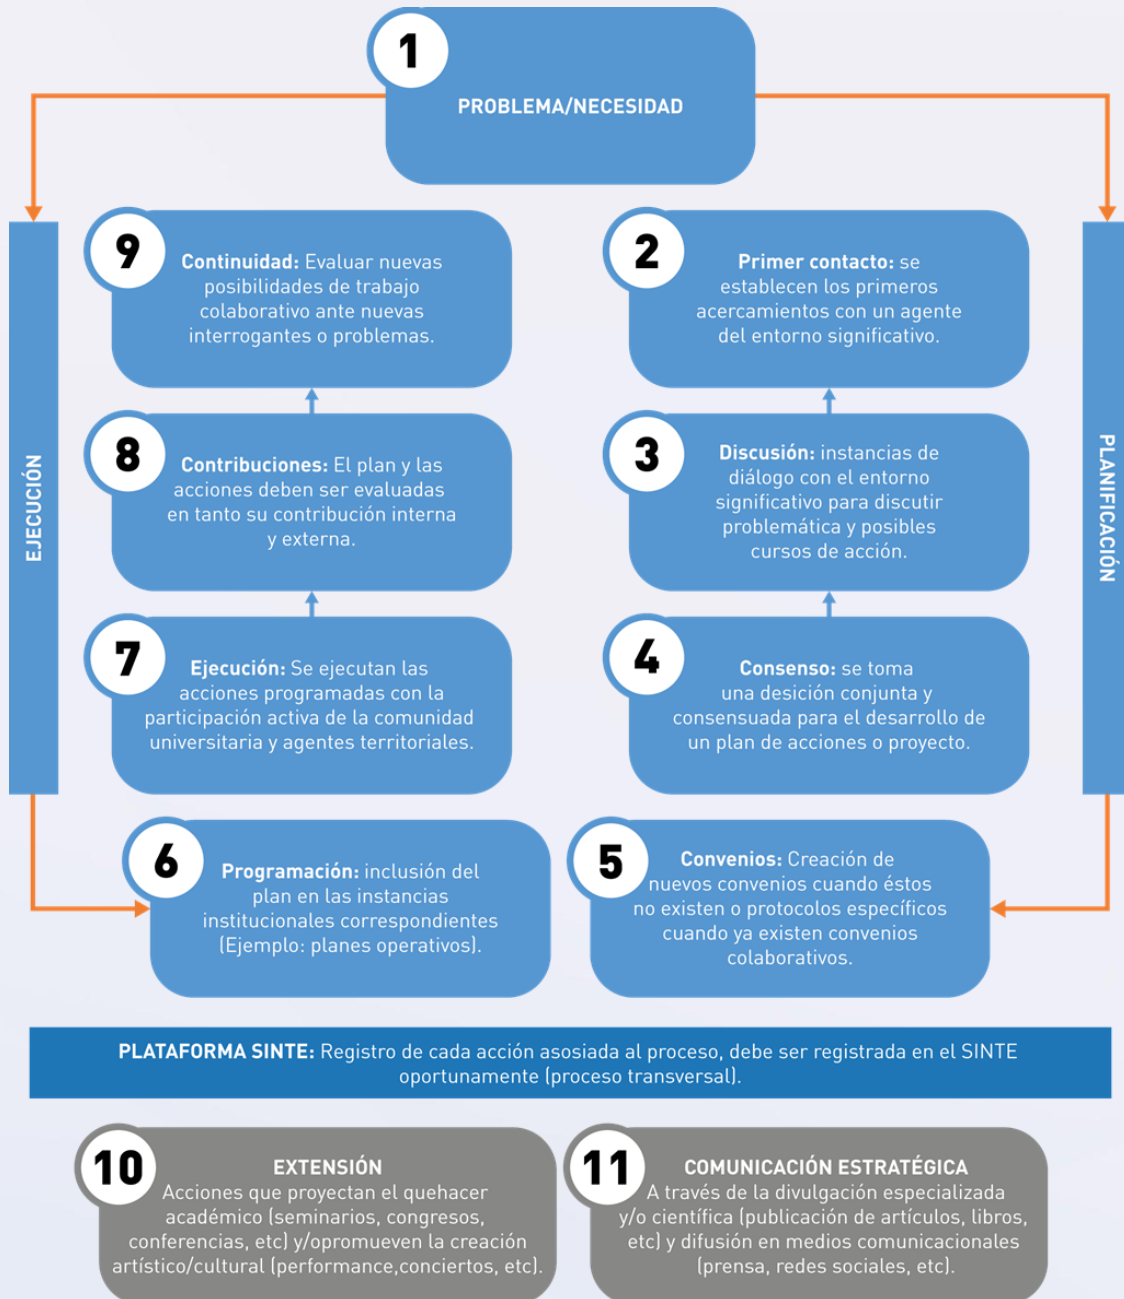 1
PROBLEMA/NECESIDAD
EJECUCIÓN
PLANIFICACIÓN
9
Continuidad: Evaluar nuevas
posibilidades de trabajo
colaborativo ante nuevas
interrogantes o problemas.
2
Primer contacto: se
establecen los primeros
acercamientos con un agente
del entorno significativo.
8
Contribuciones: El plan y las
acciones deben ser evaluadas
en tanto su contribución interna
y externa.
3
Discusión: instancias de
diálogo con el entorno
significativo para discutir
problemática y posibles
cursos de acción.
7
Ejecución: Se ejecutan las
acciones programadas con la
participación activa de la comunidad
universitaria y agentes territoriales.
4
Consenso: se toma
una desición conjunta y
consensuada para el desarrollo de
un plan de acciones o proyecto.
6
Programación: inclusión del
plan en las instancias
institucionales correspondientes
(Ejemplo: planes operativos).
5
Convenios: Creación de
nuevos convenios cuando éstos
no existen o protocolos específicos
cuando ya existen convenios
colaborativos.
PLATAFORMA SINTE: Registro de cada acción asosiada al proceso, debe ser registrada en el SINTE
oportunamente (proceso transversal).
10
EXTENSIÓN
Acciones que proyectan el quehacer
académico (seminarios, congresos,
conferencias, etc) y/opromueven la creación
artístico/cultural (performance,conciertos, etc).
11
COMUNICACIÓN ESTRATÉGICA
A través de la divulgación especializada
y/o científica (publicación de artículos, libros,
etc) y difusión en medios comunicacionales
(prensa, redes sociales, etc).